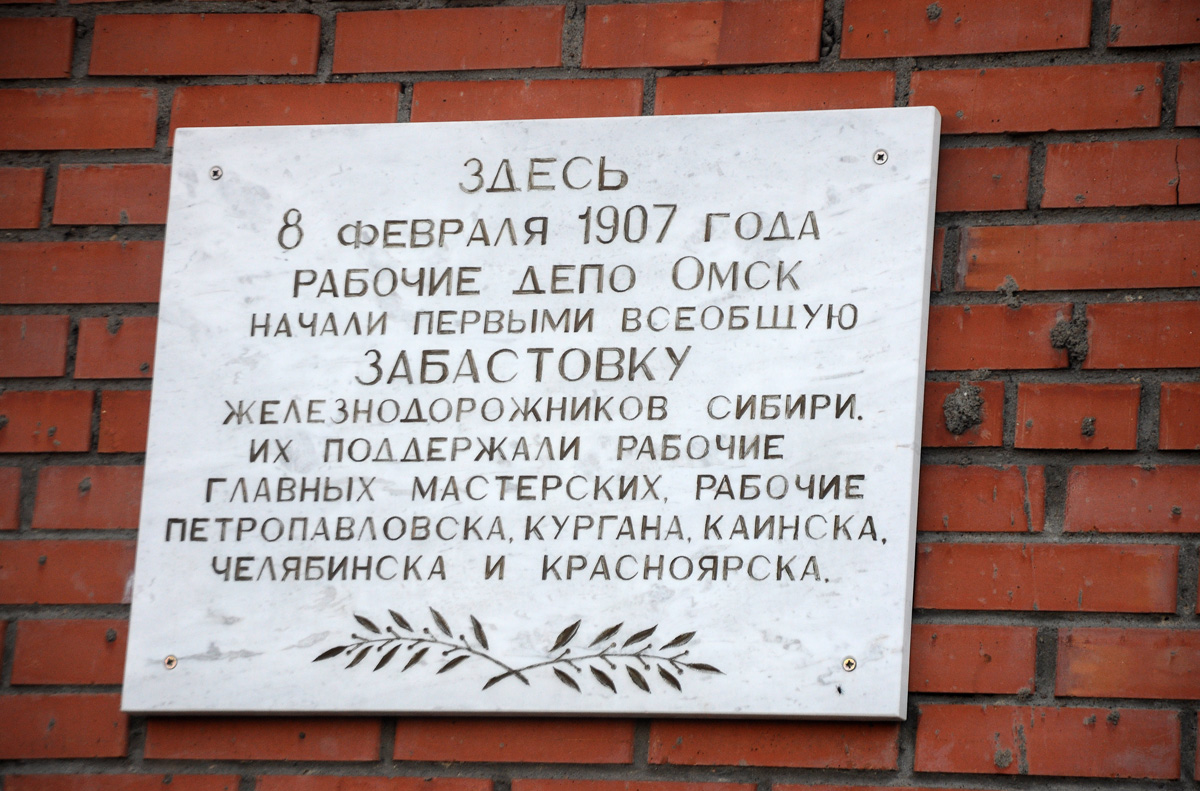 ЗДЕСЬ
8 ФЕВРАЛЯ 1907 ГОДА
РАБОЧИЕ ДЕПО ОМСК
НАЧАЛИ ПЕРВЫМИ ВСЕОБЩУЮ
ЗАБАСТОВКУ
ЖЕЛЕЗНОДОРОЖНИКОВ СИБИРИ.
ИХ ПОДДЕРЖАЛИ РАБОЧИЕ
ГЛАВНЫХ МАСТЕРСКИХ, РАБОЧИЕ
ПЕТРОПАВЛОВСКА, КУРГАНА, КАИНСКА,
ЧЕЛЯБИНСКА И КРАСНОЯРСКА.